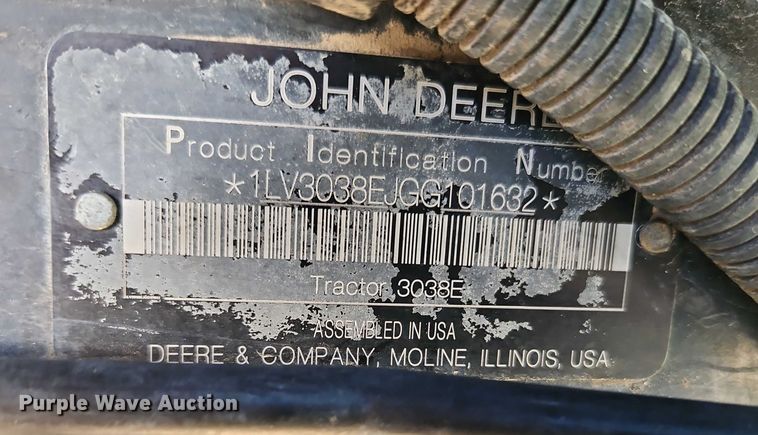 JOHN DEERE
Product Identification Number
*1LV3038EJGG101632*
Tractor 3038E
ASSEMBLED IN USA
DEERE & COMPANY, MOLINE, ILLINOIS, USA
Purple Wave Auction